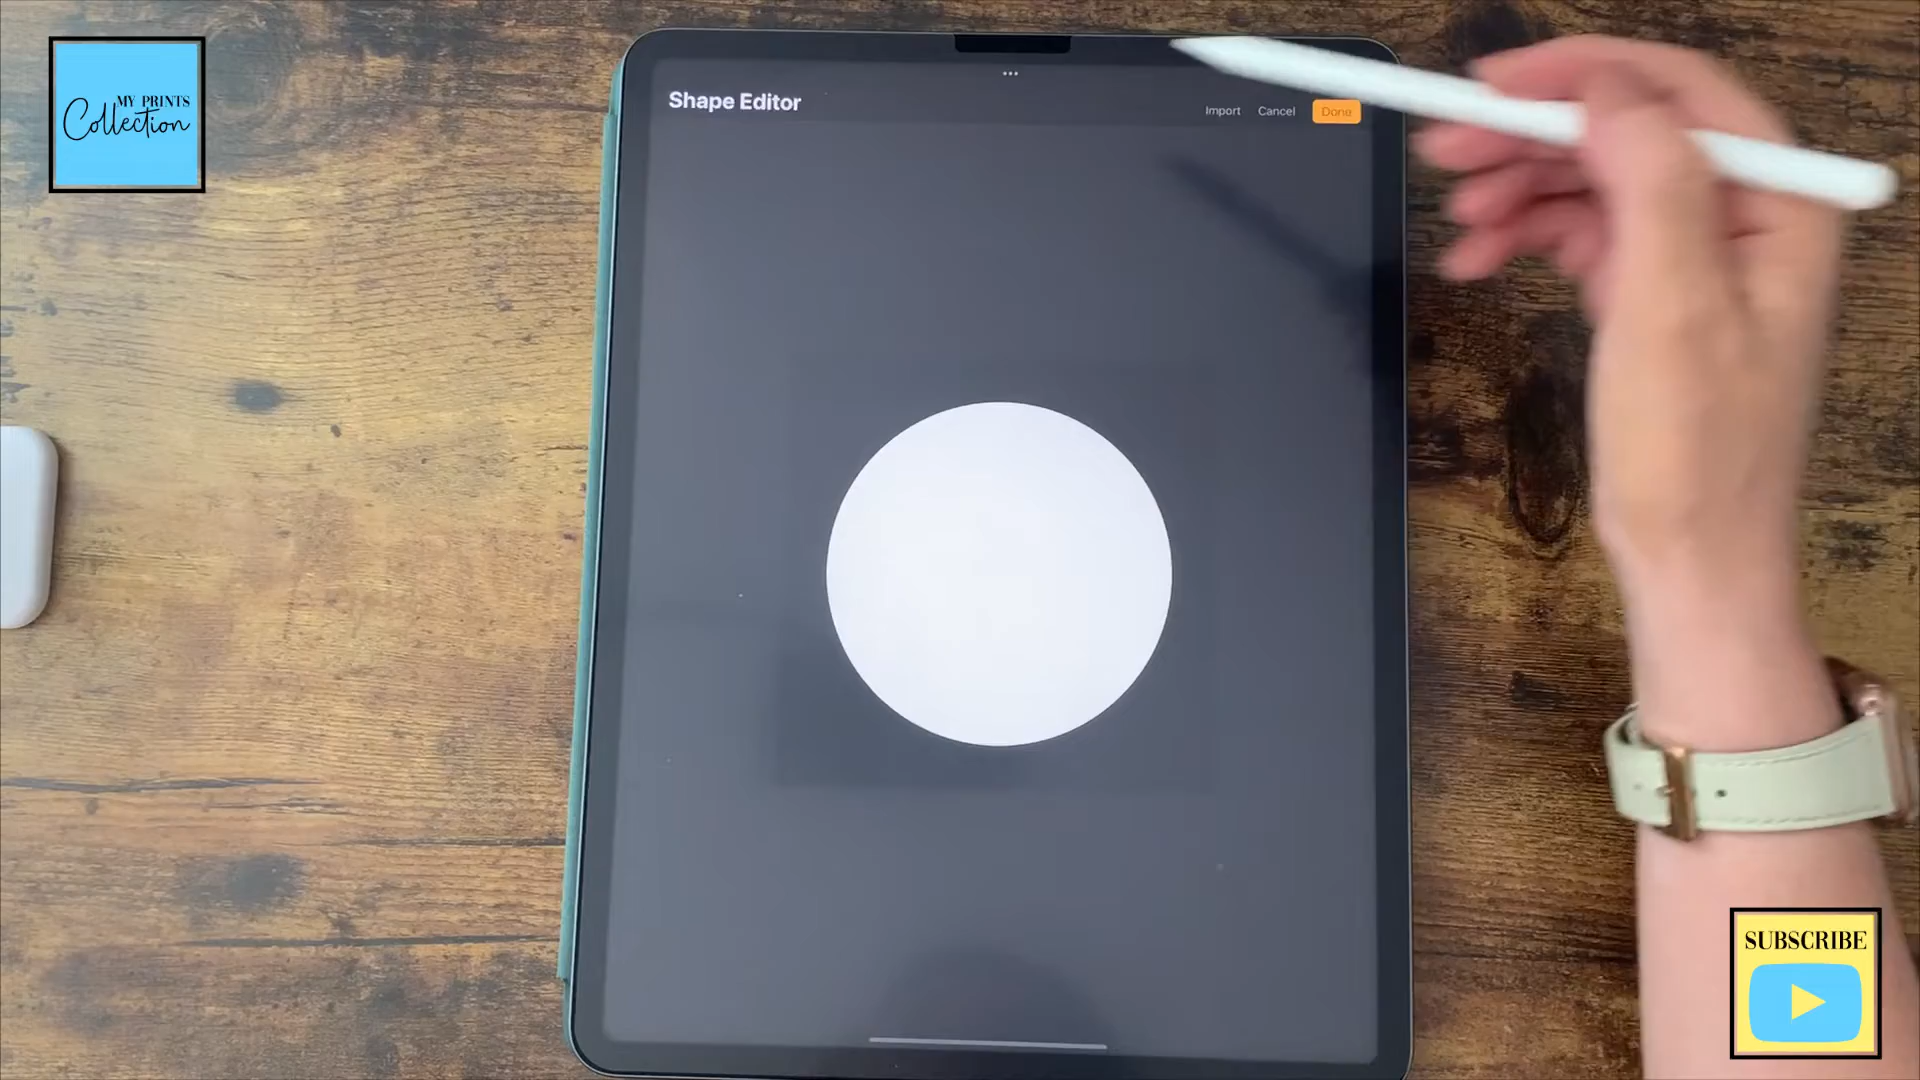 MY PRINTS
Collection
Shape Editor
Import
Cancel
Done
SUBSCRIBE